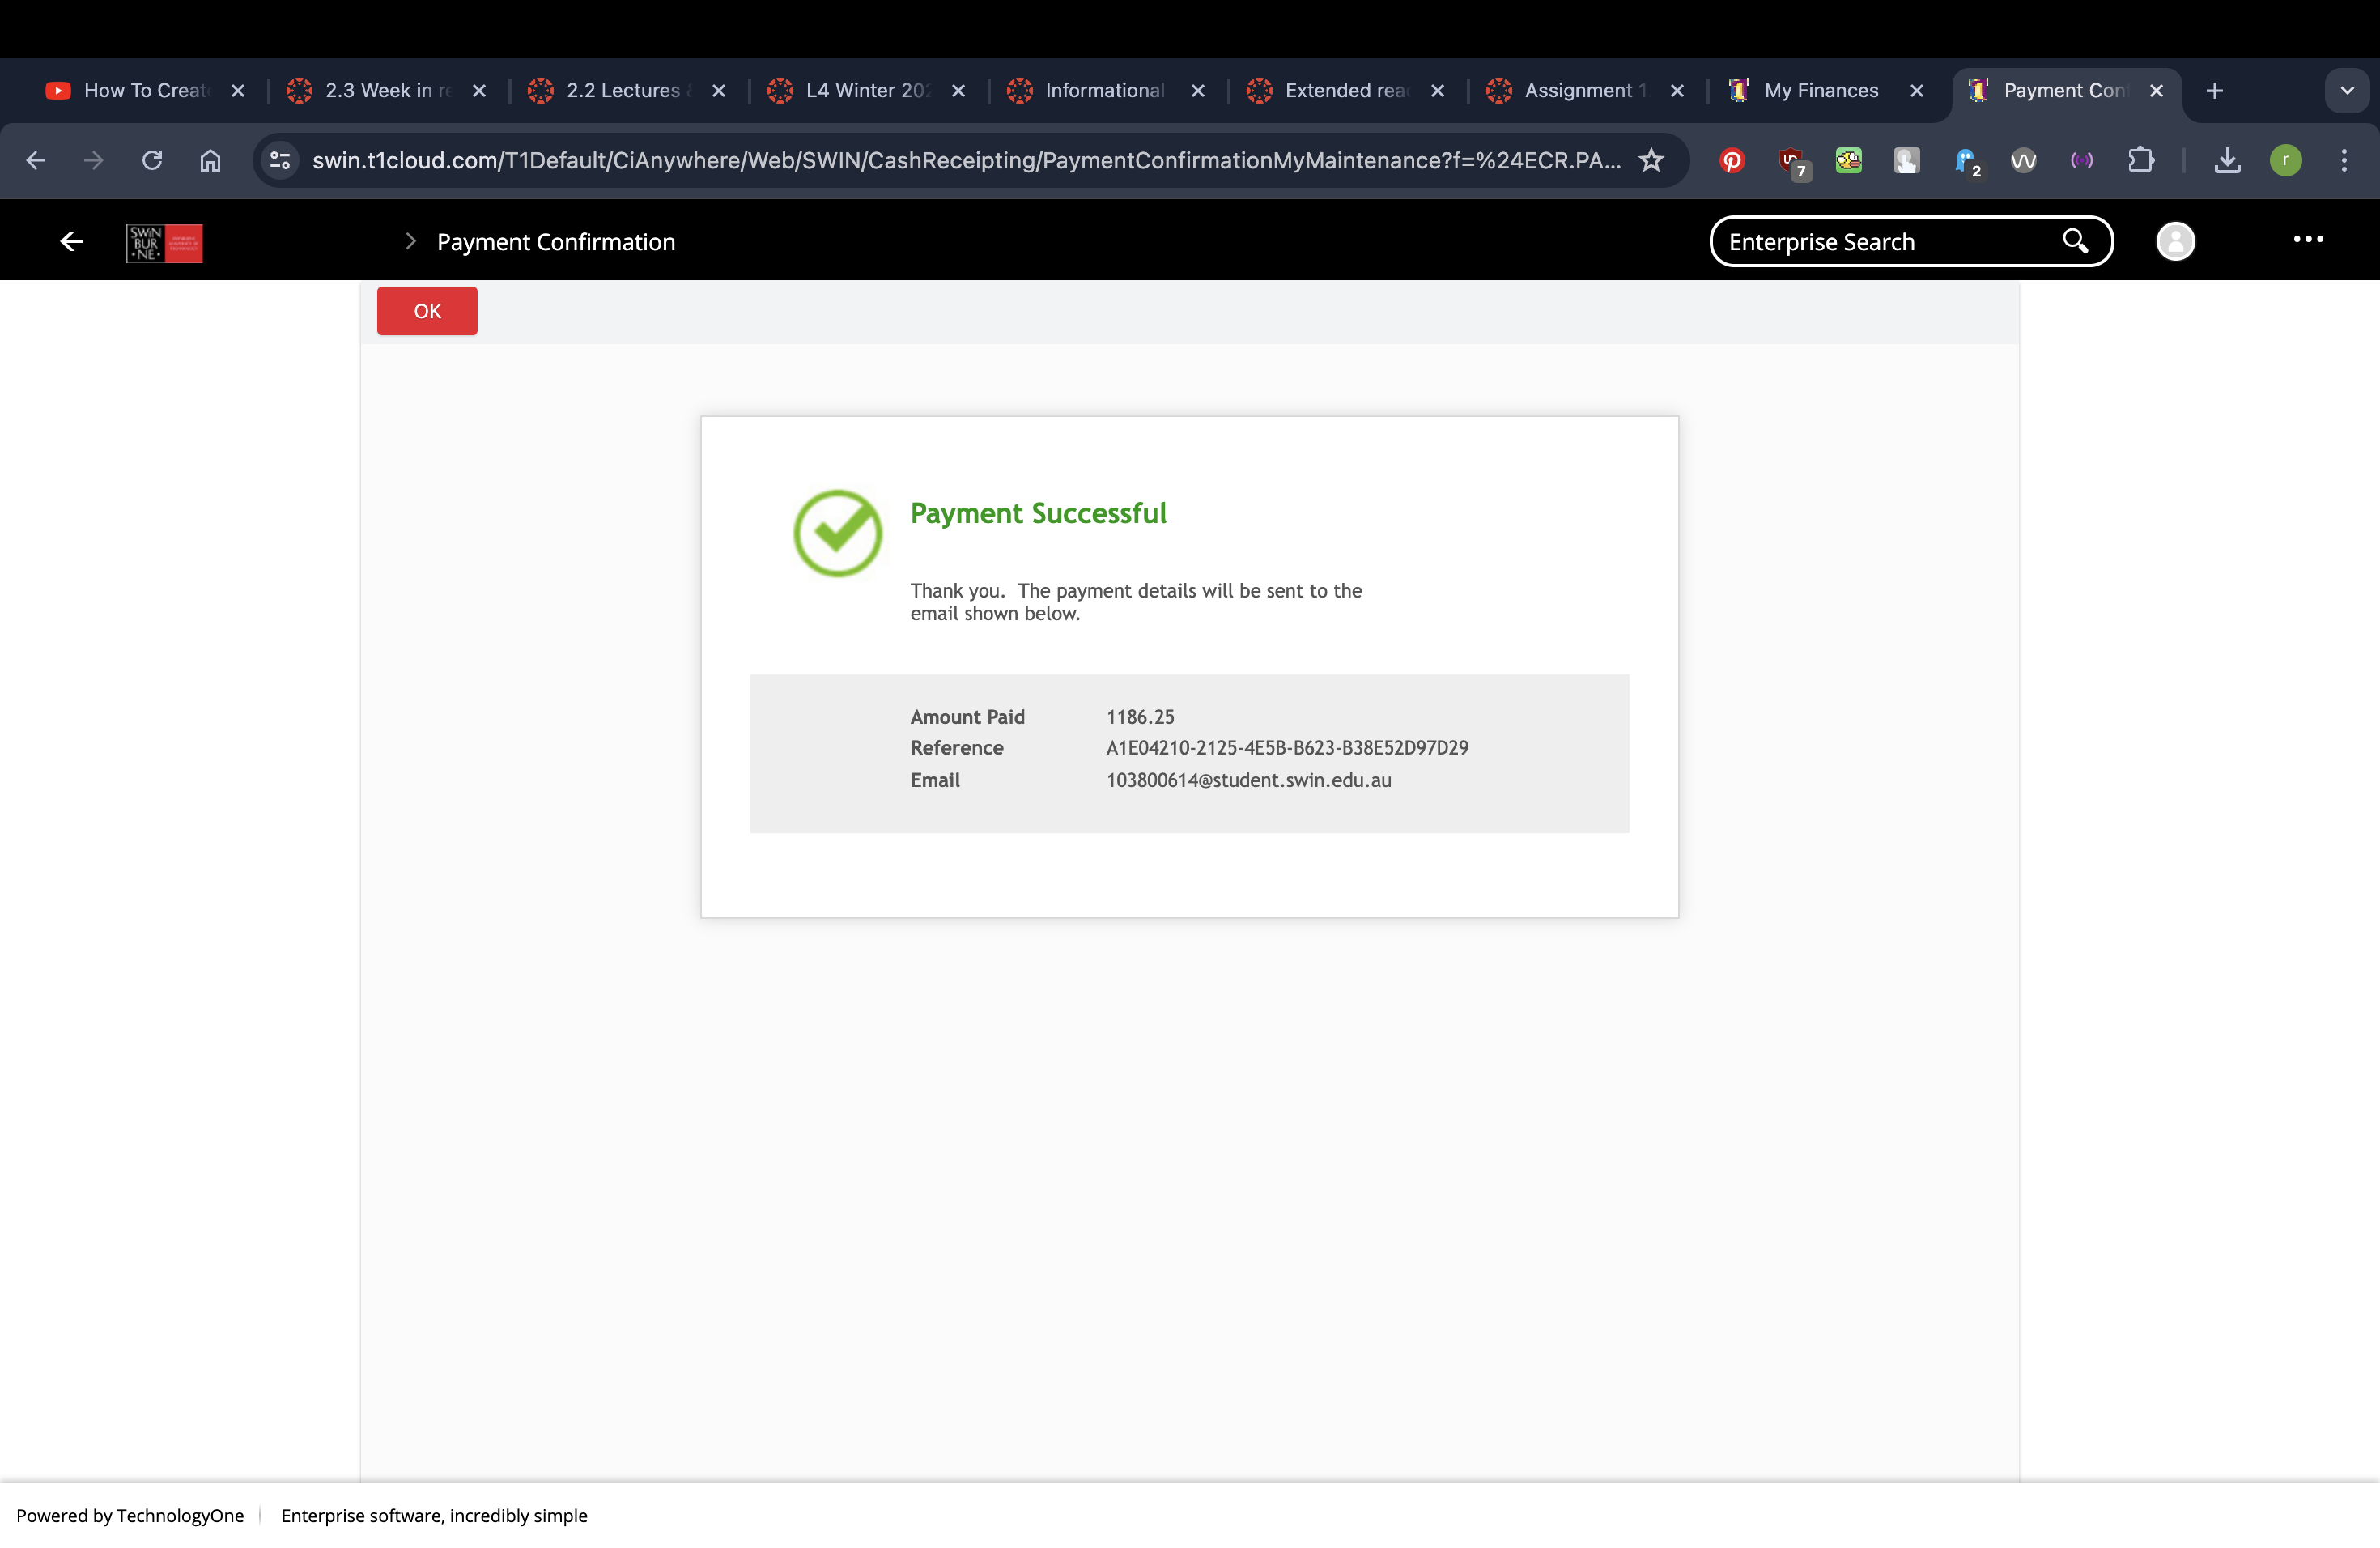 How To Creat
2.3 Week in re
2.2 Lectures
L4 Winter 202
Informational
Extended rea
Assignment 1
My Finances
Payment Con
swin.t1cloud.com/T1Default/CiAnywhere/Web/SWIN/CashReceipting/PaymentConfirmationMyMaintenance?f=%24ECR.PA...
7
2
r
SWIN
BUR
·NE·
Payment Confirmation
Enterprise Search
OK
Payment Successful
Thank you. The payment details will be sent to the
email shown below.
Amount Paid 1186.25
Reference A1E04210-2125-4E5B-B623-B38E52D97D29
Email 103800614@student.swin.edu.au
Powered by TechnologyOne
Enterprise software, incredibly simple